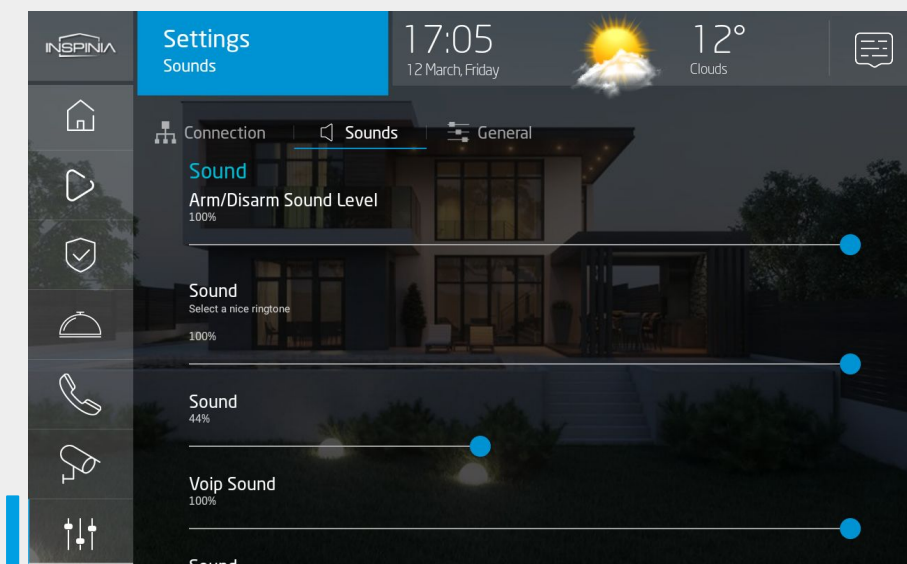 INSPINIA
Settings
Sounds
17:05
12 March, Friday
12°
Clouds
Connection
Sounds
General
Sound
Arm/Disarm Sound Level
100%
Sound
Select a nice ringtone
100%
Sound
44%
Voip Sound
100%
Sound